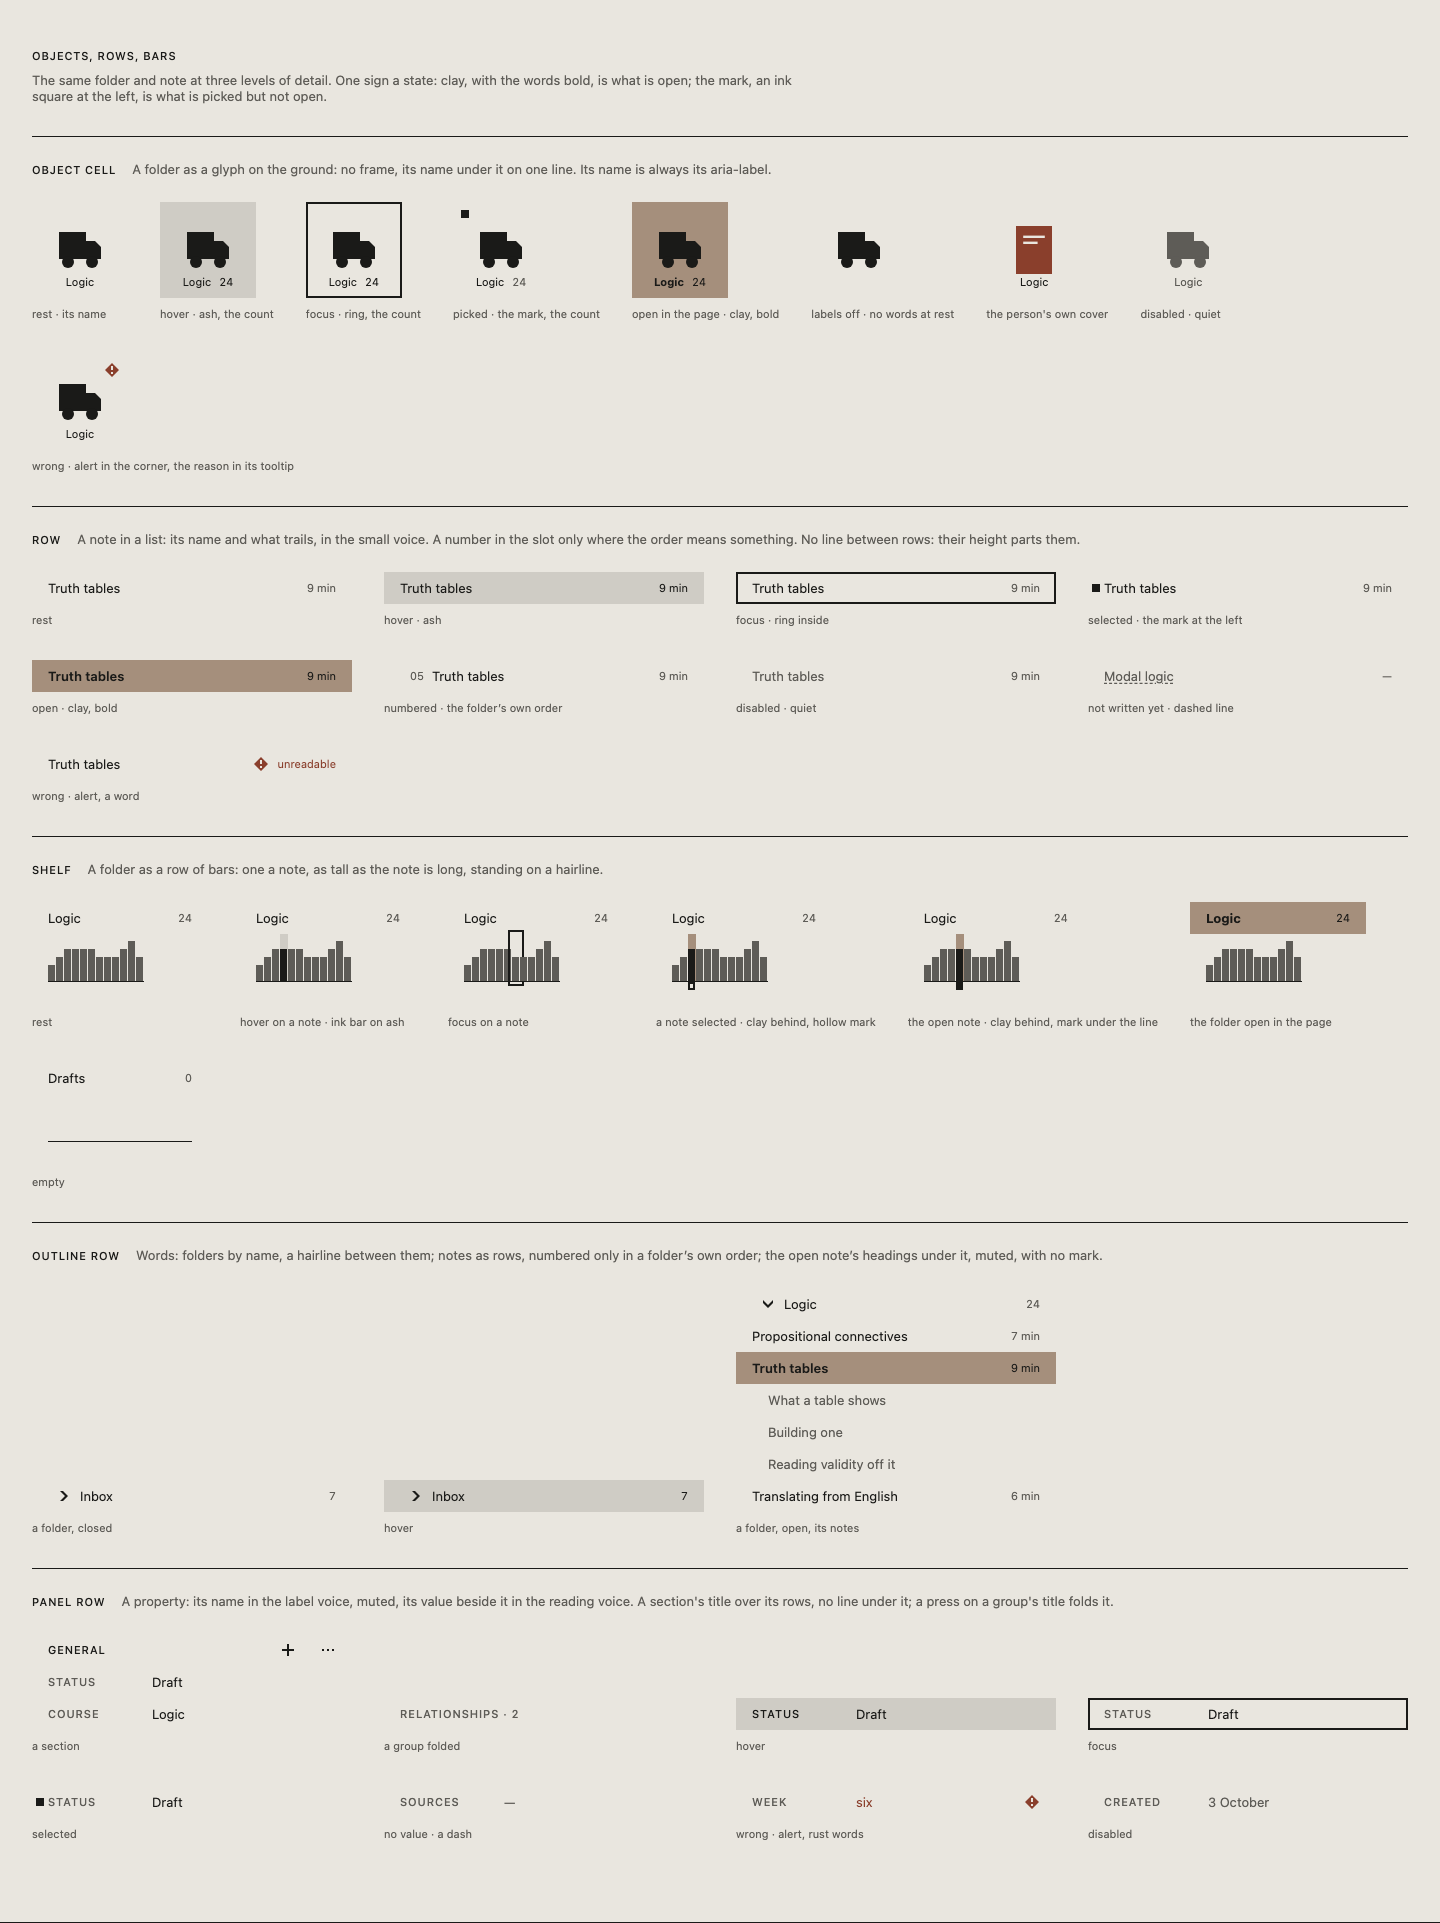 OBJECTS, ROWS, BARS
The same folder and note at three levels of detail. One sign a state: clay, with the words bold, is what is open; the mark, an ink
square at the left, is what is picked but not open.
OBJECT CELL A folder as a glyph on the ground: no frame, its name under it on one line. Its name is always its aria-label.
Logic
Logic 24
Logic 24
Logic 24
Logic 24
Logic
Logic
rest · its name
hover · ash, the count
focus · ring, the count
picked · the mark, the count
open in the page · clay, bold
labels off · no words at rest
the person's own cover
disabled · quiet
Logic
wrong · alert in the corner, the reason in its tooltip
ROW A note in a list: its name and what trails, in the small voice. A number in the slot only where the order means something. No line between rows: their height parts them.
Truth tables 9 min
Truth tables 9 min
Truth tables 9 min
Truth tables 9 min
rest
hover · ash
focus · ring inside
selected · the mark at the left
Truth tables 9 min
05 Truth tables 9 min
Truth tables 9 min
Modal logic —
open · clay, bold
numbered · the folder’s own order
disabled · quiet
not written yet · dashed line
Truth tables unreadable
wrong · alert, a word
SHELF A folder as a row of bars: one a note, as tall as the note is long, standing on a hairline.
Logic 24
Logic 24
Logic 24
Logic 24
Logic 24
Logic 24
rest
hover on a note · ink bar on ash
focus on a note
a note selected · clay behind, hollow mark
the open note · clay behind, mark under the line
the folder open in the page
Drafts 0
empty
OUTLINE ROW Words: folders by name, a hairline between them; notes as rows, numbered only in a folder’s own order; the open note’s headings under it, muted, with no mark.
Logic 24
Propositional connectives 7 min
Truth tables 9 min
What a table shows
Building one
Reading validity off it
Inbox 7
Inbox 7
Translating from English 6 min
a folder, closed
hover
a folder, open, its notes
PANEL ROW A property: its name in the label voice, muted, its value beside it in the reading voice. A section's title over its rows, no line under it; a press on a group's title folds it.
GENERAL
STATUS Draft
COURSE Logic
RELATIONSHIPS · 2
STATUS Draft
STATUS Draft
a section
a group folded
hover
focus
STATUS Draft
SOURCES —
WEEK six
CREATED 3 October
selected
no value · a dash
wrong · alert, rust words
disabled